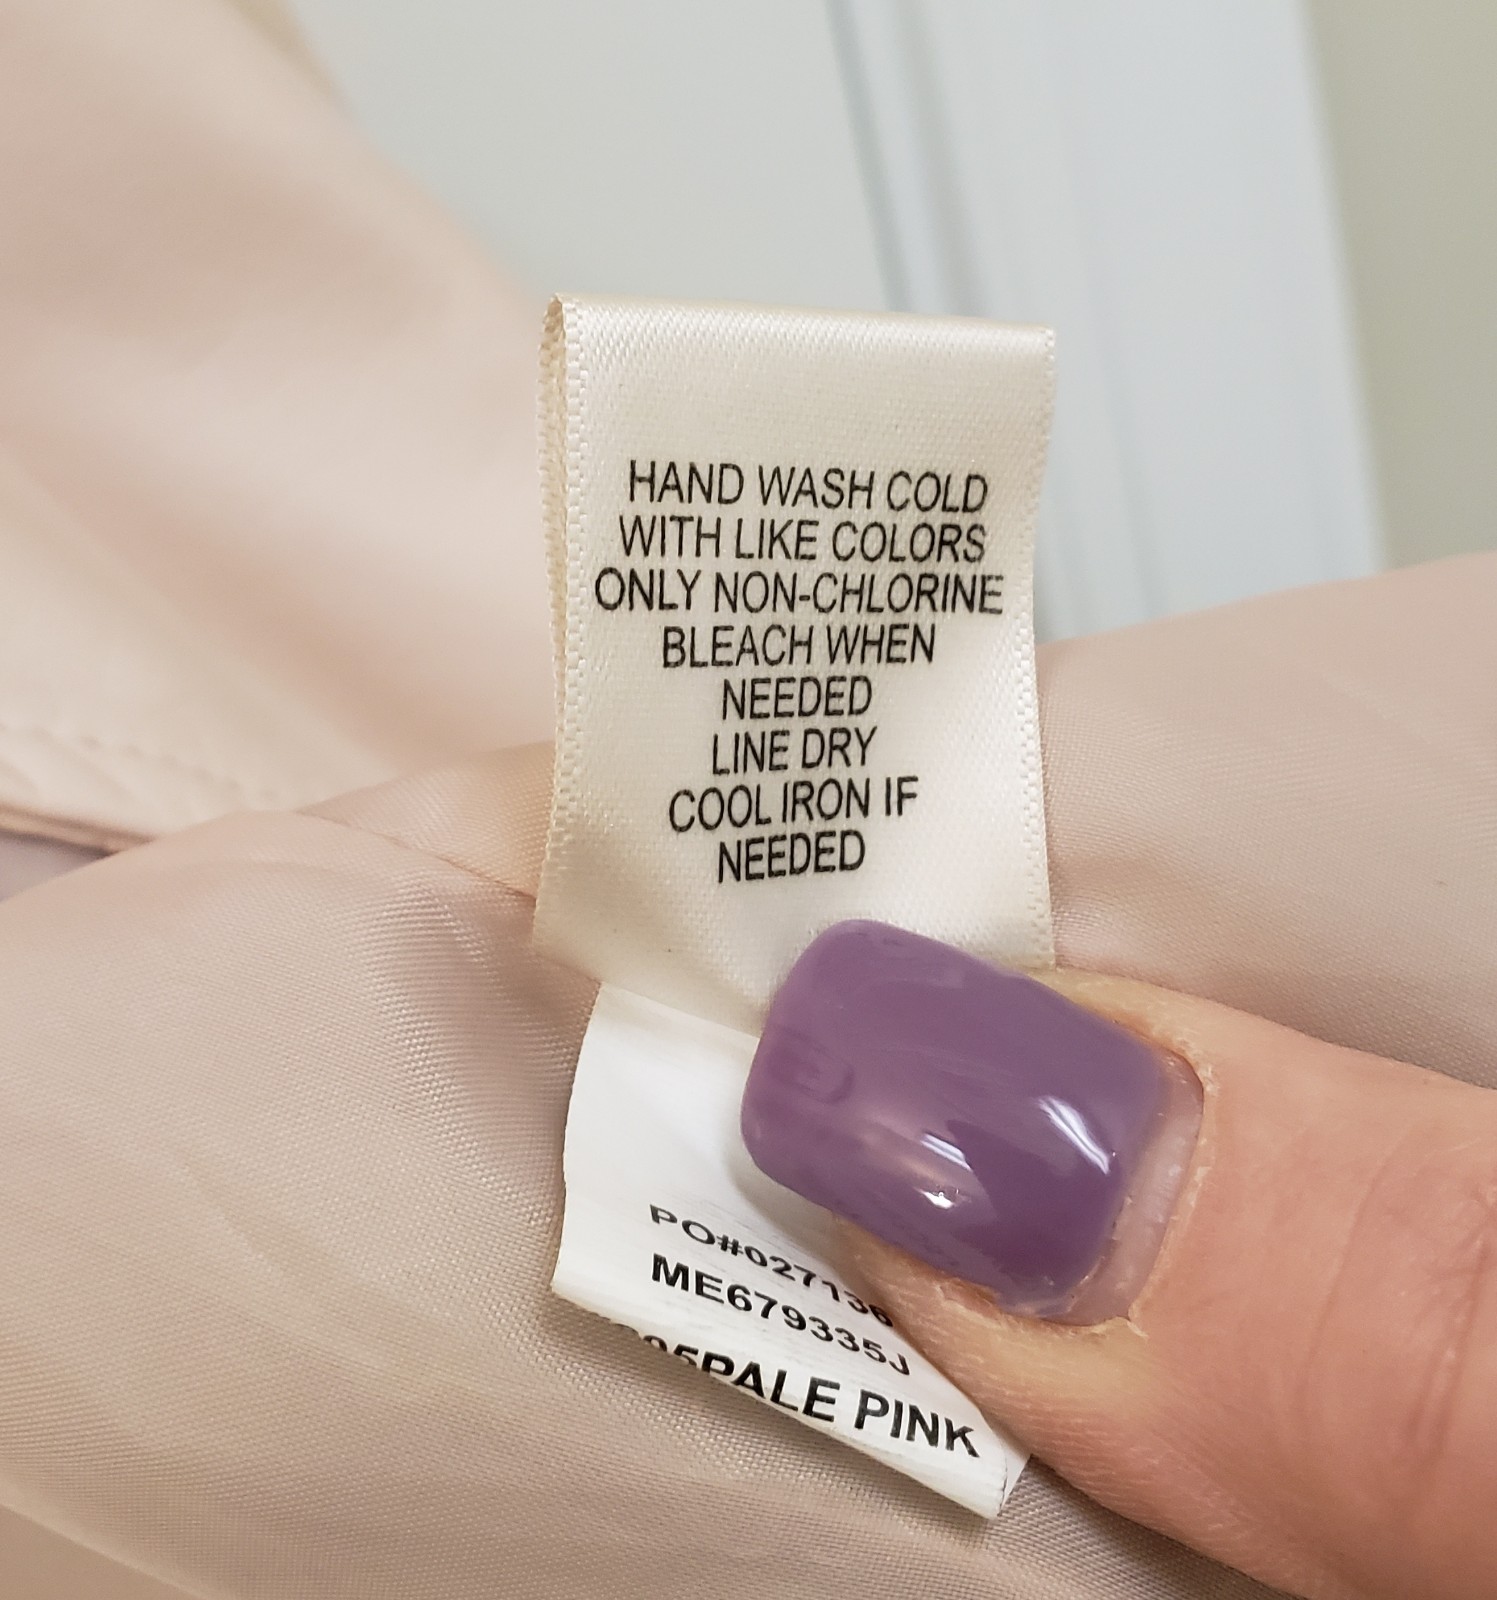 HAND WASH COLD
WITH LIKE COLORS
ONLY NON-CHLORINE
BLEACH WHEN
NEEDED
LINE DRY
COOL IRON IF
NEEDED
PO#027136
ME679335J
PALE PINK